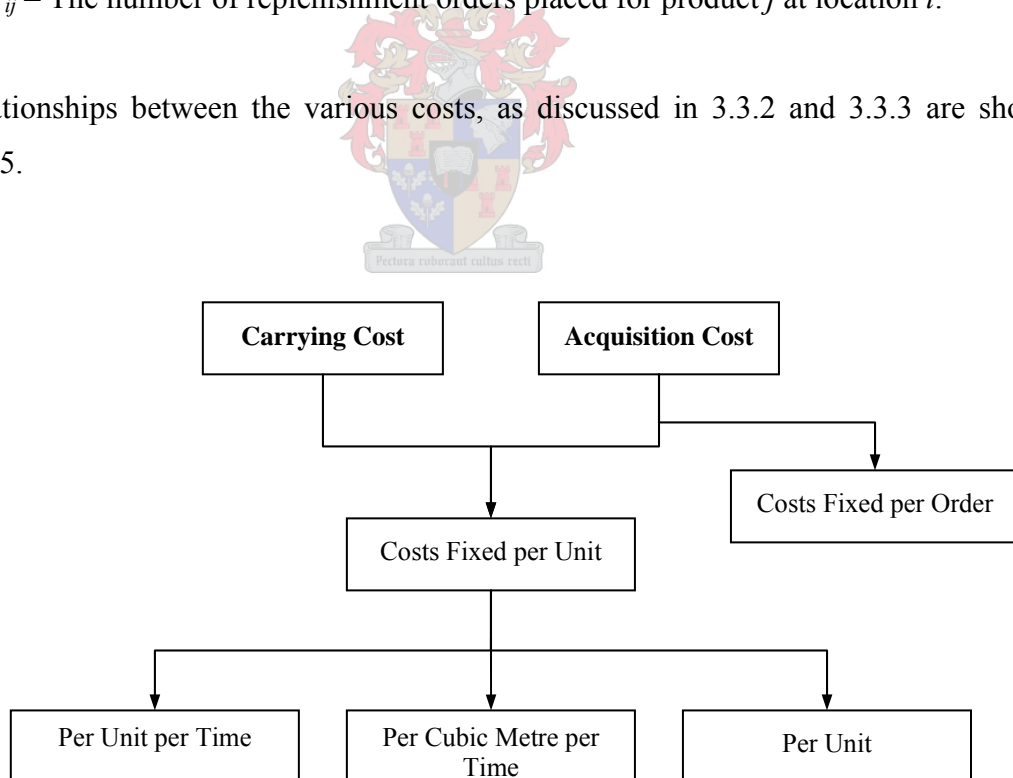 ij = The number of replenishment orders placed for product j at location i.
ationships between the various costs, as discussed in 3.3.2 and 3.3.3 are sho
5.
Pectora roborant cultus recti
Carrying Cost
Acquisition Cost
Costs Fixed per Order
Costs Fixed per Unit
Per Unit per Time
Per Cubic Metre per
Time
Per Unit